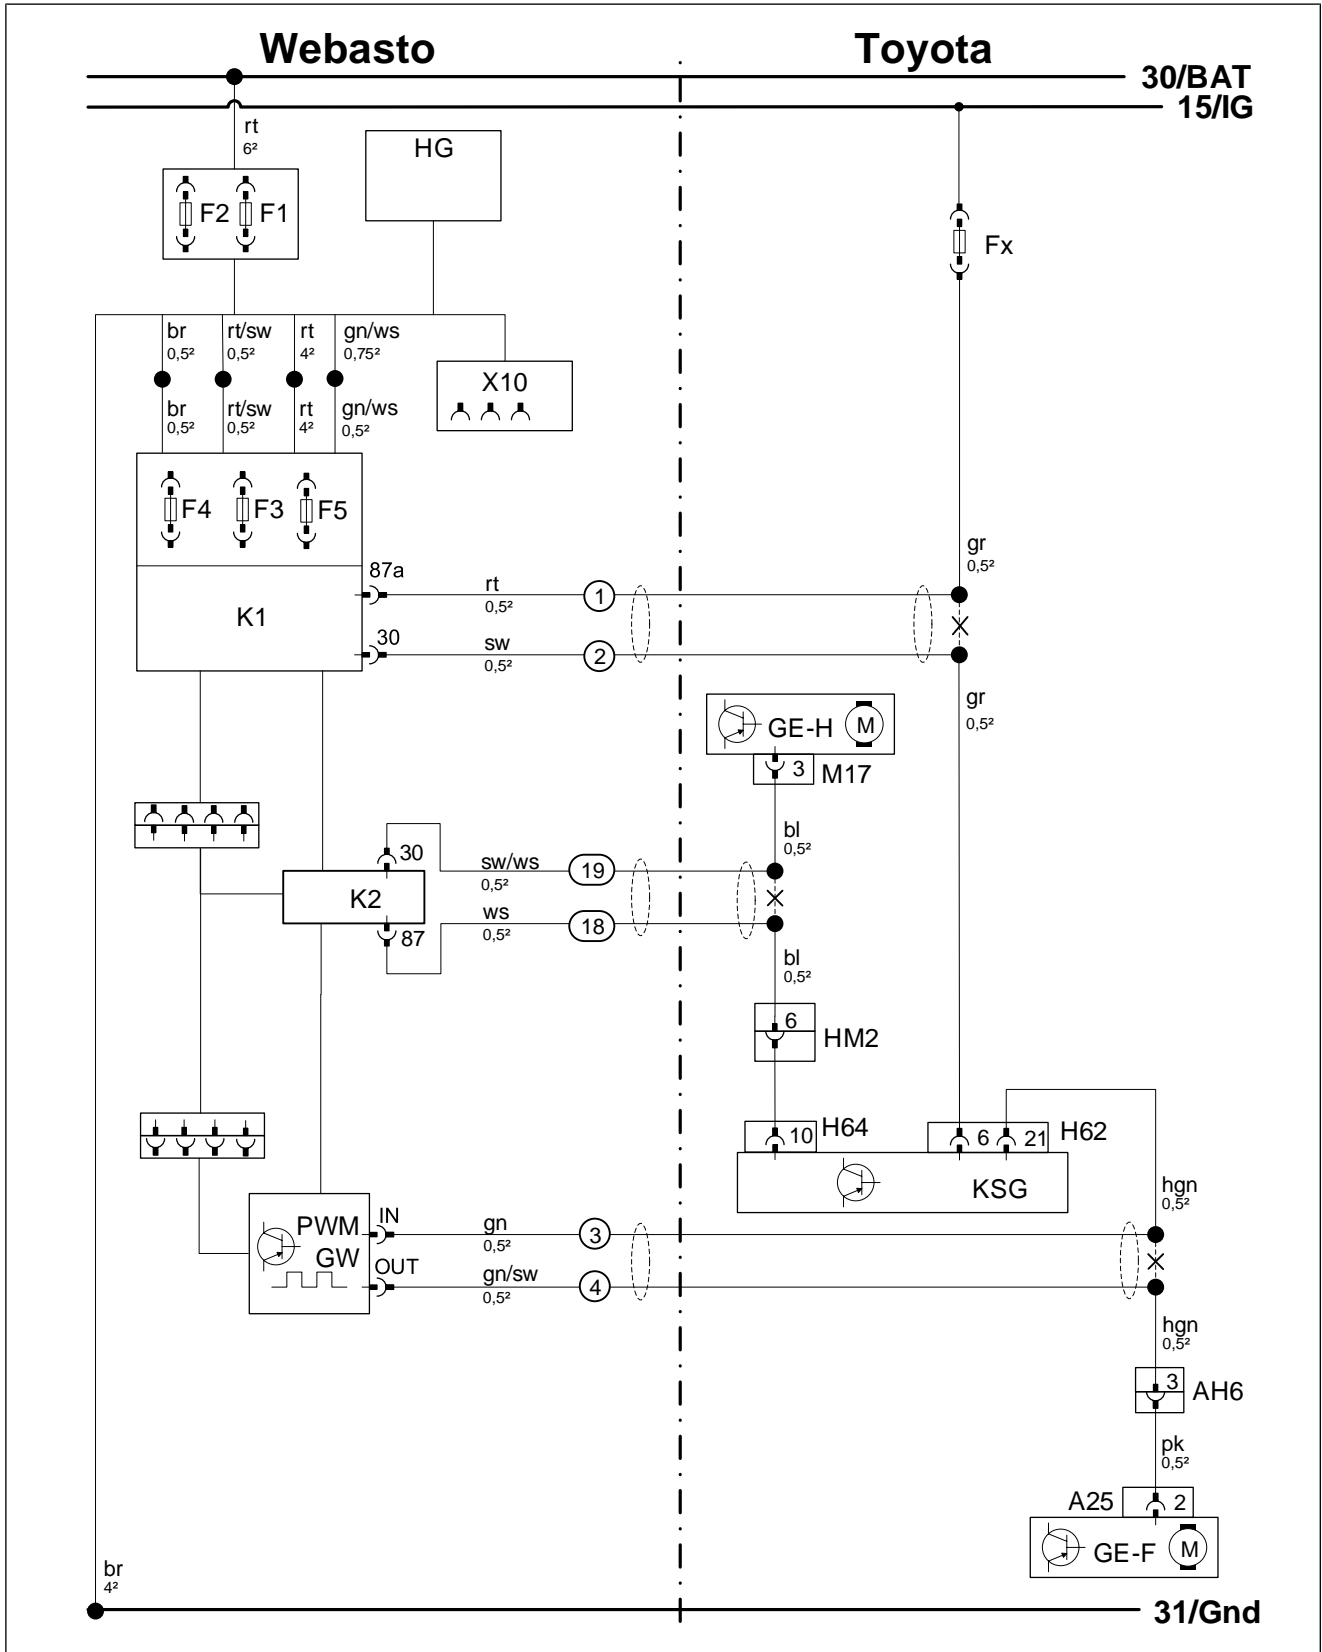 Webasto
Toyota
30/BAT
15/IG
rt
6²
HG
F2
F1
Fx
br
0,5²
rt/sw
0,5²
rt
4²
gn/ws
0,75²
X10
br
0,5²
rt/sw
0,5²
rt
4²
gn/ws
0,5²
F4
F3
F5
gr
0,5²
87a
rt
0,5²
1
K1
30
sw
0,5²
2
gr
0,5²
GE-H
M
3
M17
bl
0,5²
30
sw/ws
0,5²
19
K2
ws
0,5²
18
87
bl
0,5²
6
HM2
10
H64
6
21
H62
KSG
hgn
0,5²
PWM
GW
IN
gn
0,5²
3
OUT
gn/sw
0,5²
4
hgn
0,5²
3
AH6
pk
0,5²
A25
2
GE-F
M
br
4²
31/Gnd